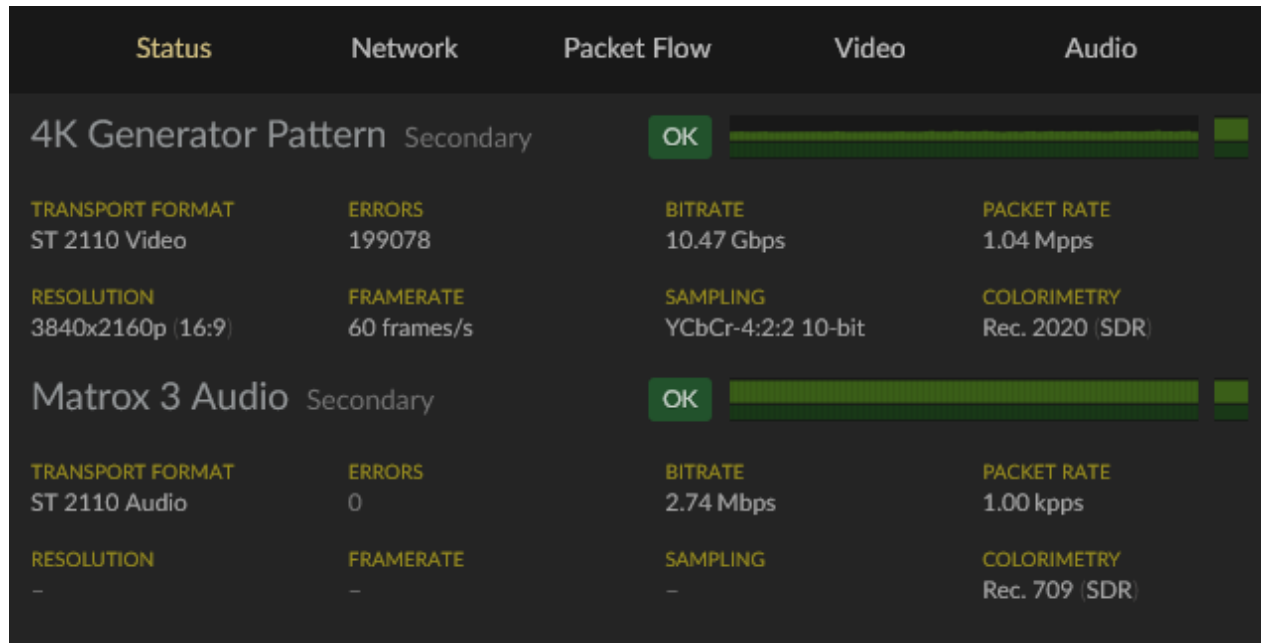 Status Network Packet Flow Video Audio
4K Generator Pattern Secondary OK
TRANSPORT FORMAT ERRORS BITRATE PACKET RATE
ST 2110 Video 199078 10.47 Gbps 1.04 Mpps
RESOLUTION FRAMERATE SAMPLING COLORIMETRY
3840x2160p (16:9) 60 frames/s YCbCr-4:2:2 10-bit Rec. 2020 (SDR)
Matrox 3 Audio Secondary OK
TRANSPORT FORMAT ERRORS BITRATE PACKET RATE
ST 2110 Audio 0 2.74 Mbps 1.00 kpps
RESOLUTION FRAMERATE SAMPLING COLORIMETRY
– – – Rec. 709 (SDR)